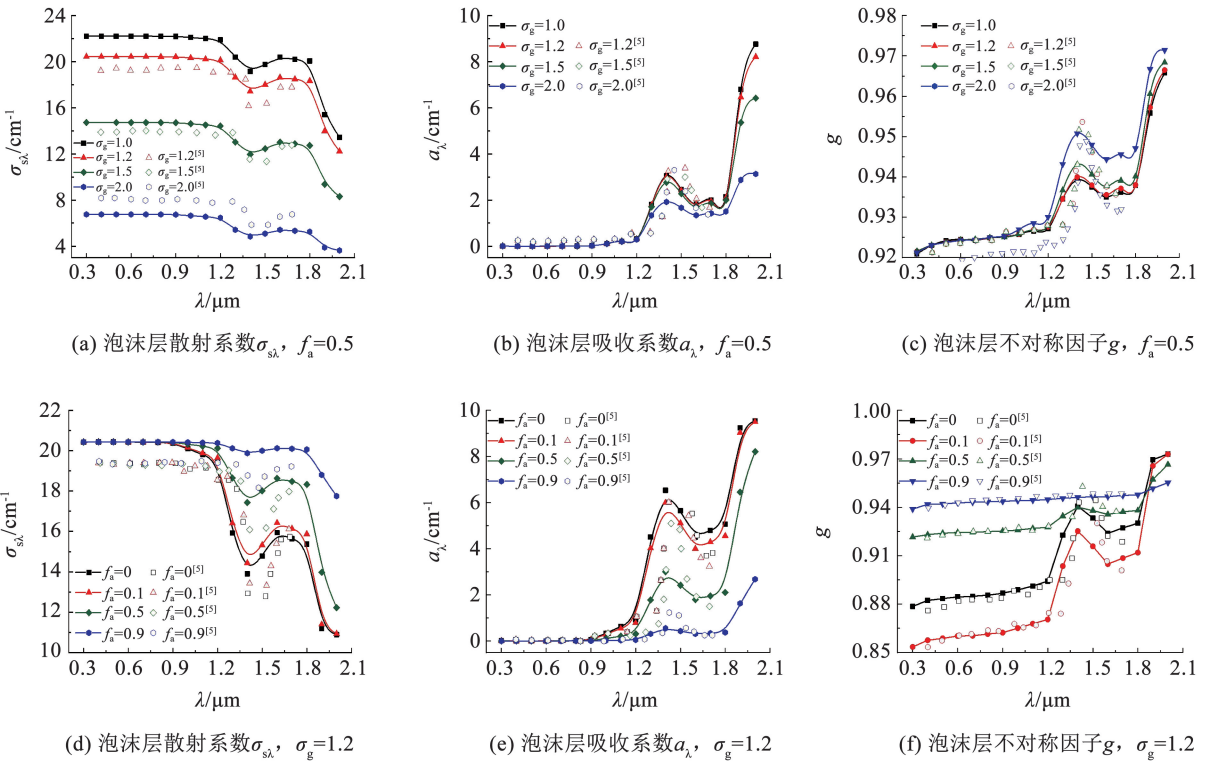 24
20
16
12
8
4
σsλ/cm-1
σg=1.0
σg=1.2
σg=1.5
σg=2.0
σg=1.2[5]
σg=1.5[5]
σg=2.0[5]
0.3 0.6 0.9 1.2 1.5 1.8 2.1
λ/μm
(a) 泡沫层散射系数σsλ，fa=0.5
10
8
6
4
2
0
aλ/cm-1
σg=1.0
σg=1.2
σg=1.5
σg=2.0
σg=1.2[5]
σg=1.5[5]
σg=2.0[5]
0.3 0.6 0.9 1.2 1.5 1.8 2.1
λ/μm
(b) 泡沫层吸收系数aλ，fa=0.5
0.98
0.97
0.96
0.95
0.94
0.93
0.92
g
σg=1.0
σg=1.2
σg=1.5
σg=2.0
σg=1.2[5]
σg=1.5[5]
σg=2.0[5]
0.3 0.6 0.9 1.2 1.5 1.8 2.1
λ/μm
(c) 泡沫层不对称因子g，fa=0.5
22
20
18
16
14
12
10
σsλ/cm-1
fa=0
fa=0.1
fa=0.5
fa=0.9
fa=0[5]
fa=0.1[5]
fa=0.5[5]
fa=0.9[5]
0.3 0.6 0.9 1.2 1.5 1.8 2.1
λ/μm
(d) 泡沫层散射系数σsλ，σg=1.2
10
8
6
4
2
0
aλ/cm-1
fa=0
fa=0.1
fa=0.5
fa=0.9
fa=0[5]
fa=0.1[5]
fa=0.5[5]
fa=0.9[5]
0.3 0.6 0.9 1.2 1.5 1.8 2.1
λ/μm
(e) 泡沫层吸收系数aλ，σg=1.2
1.00
0.97
0.94
0.91
0.88
0.85
g
fa=0
fa=0.1
fa=0.5
fa=0.9
fa=0[5]
fa=0.1[5]
fa=0.5[5]
fa=0.9[5]
0.3 0.6 0.9 1.2 1.5 1.8 2.1
λ/μm
(f) 泡沫层不对称因子g，σg=1.2